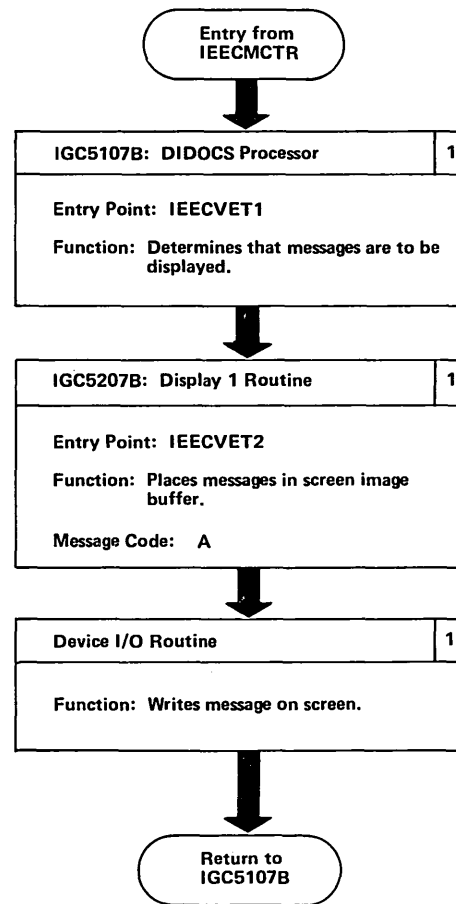 Entry from
IEECMCTR
IGC5107B: DIDOCS Processor 1
Entry Point: IEECVET1
Function: Determines that messages are to be
displayed.
IGC5207B: Display 1 Routine 1
Entry Point: IEECVET2
Function: Places messages in screen image
buffer.
Message Code: A
Device I/O Routine 1
Function: Writes message on screen.
Return to
IGC5107B